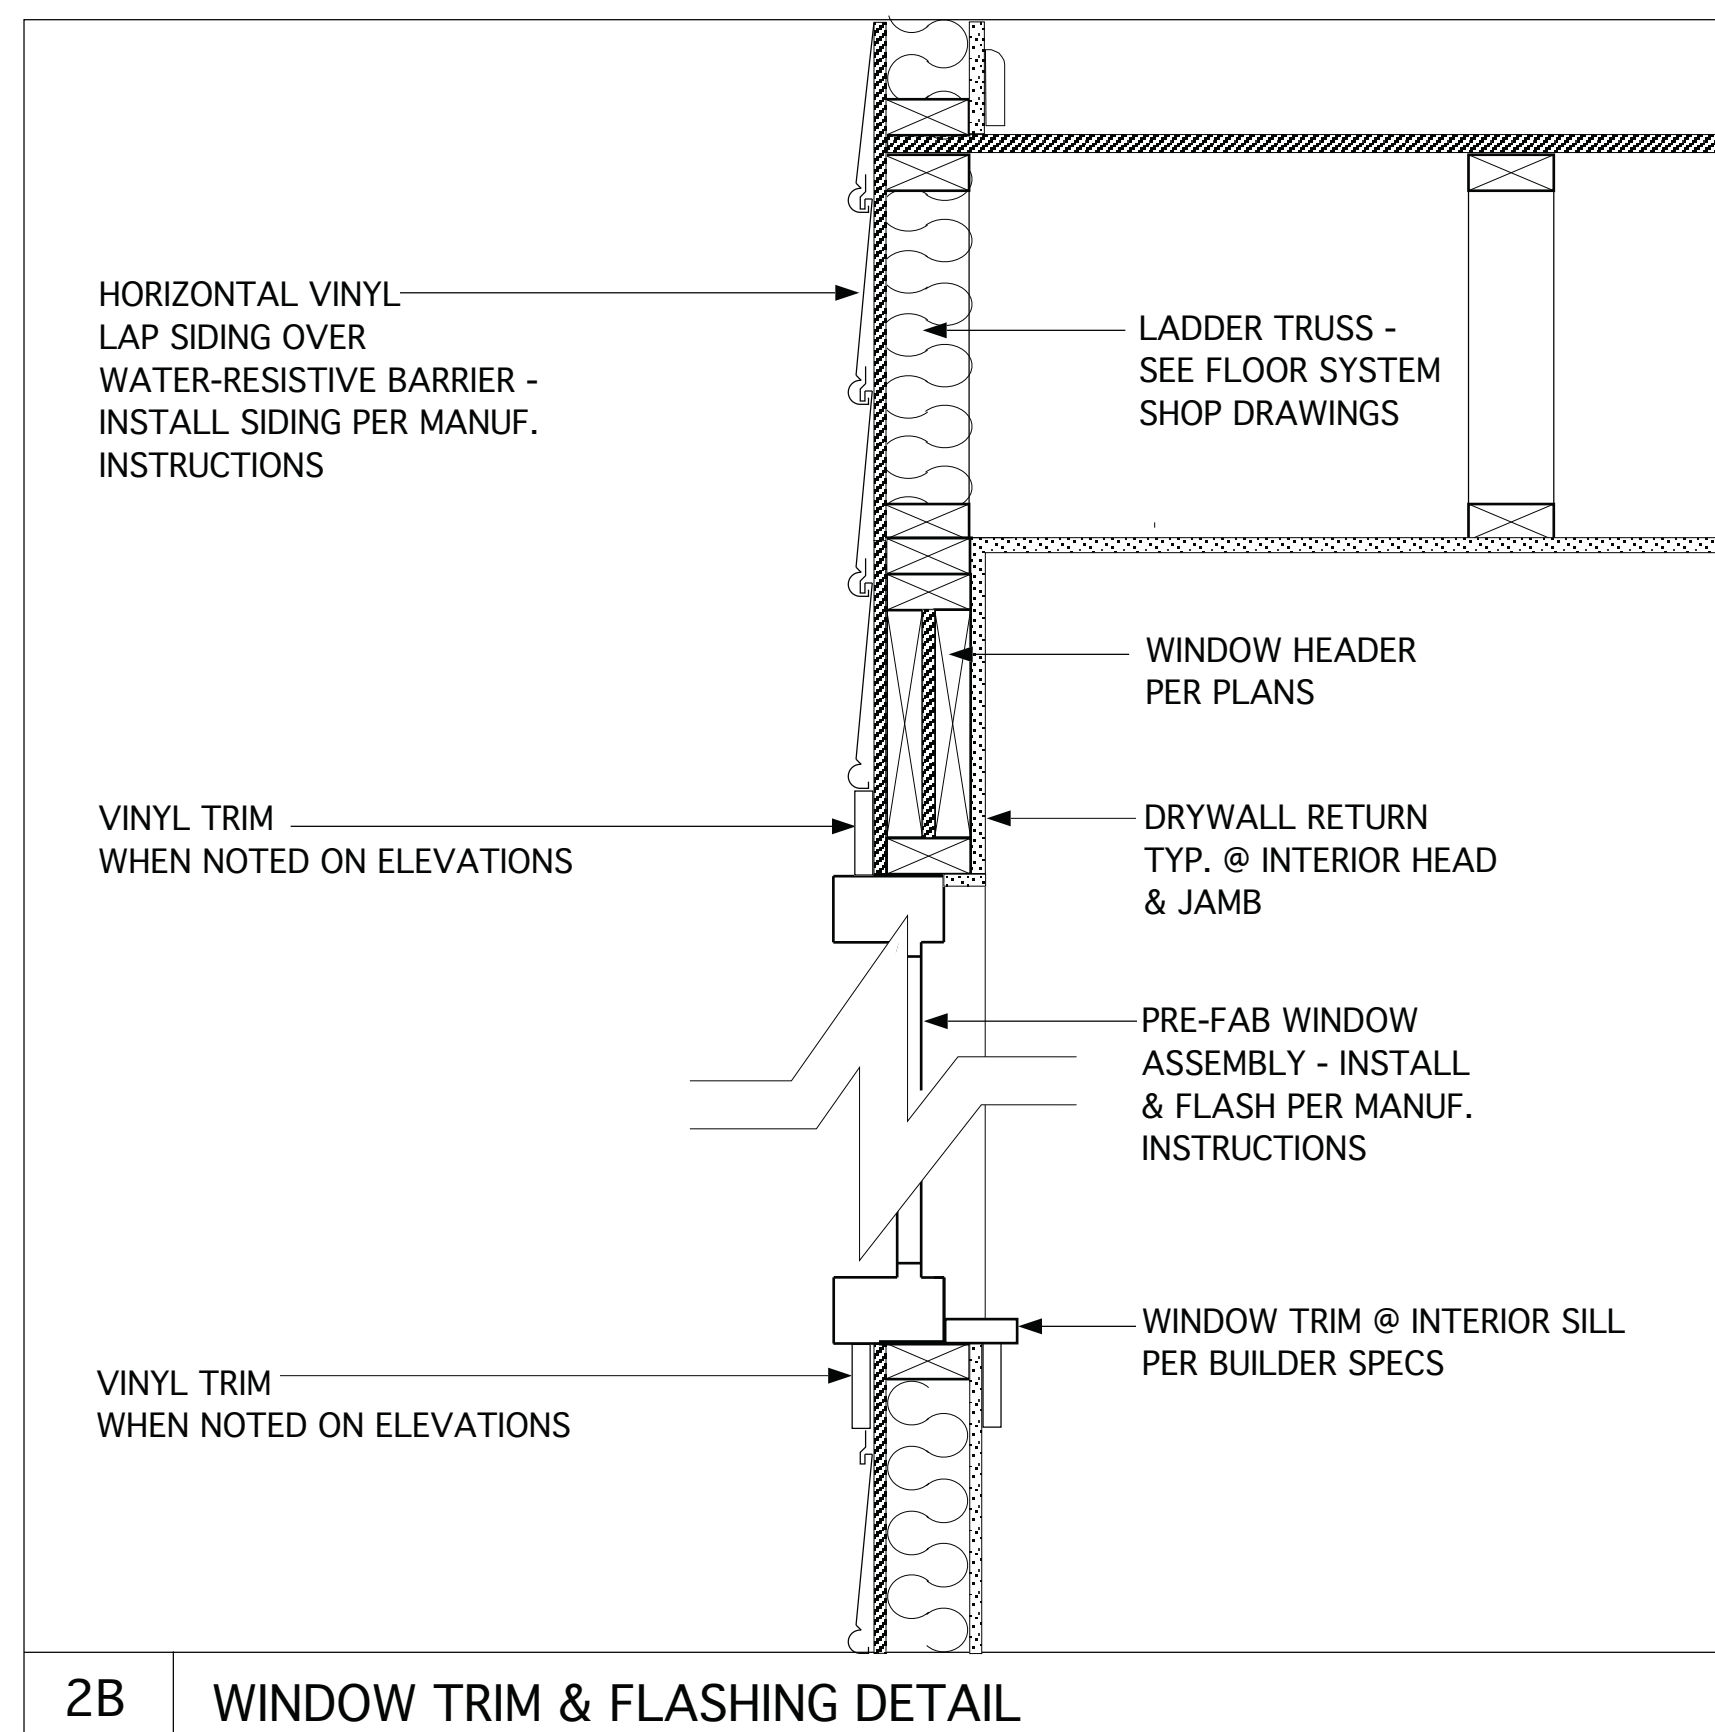 HORIZONTAL VINYL
LAP SIDING OVER
WATER-RESISTIVE BARRIER -
INSTALL SIDING PER MANUF.
INSTRUCTIONS
LADDER TRUSS -
SEE FLOOR SYSTEM
SHOP DRAWINGS
WINDOW HEADER
PER PLANS
VINYL TRIM
WHEN NOTED ON ELEVATIONS
DRYWALL RETURN
TYP. @ INTERIOR HEAD
& JAMB
PRE-FAB WINDOW
ASSEMBLY - INSTALL
& FLASH PER MANUF.
INSTRUCTIONS
WINDOW TRIM @ INTERIOR SILL
PER BUILDER SPECS
VINYL TRIM
WHEN NOTED ON ELEVATIONS
2B
WINDOW TRIM & FLASHING DETAIL